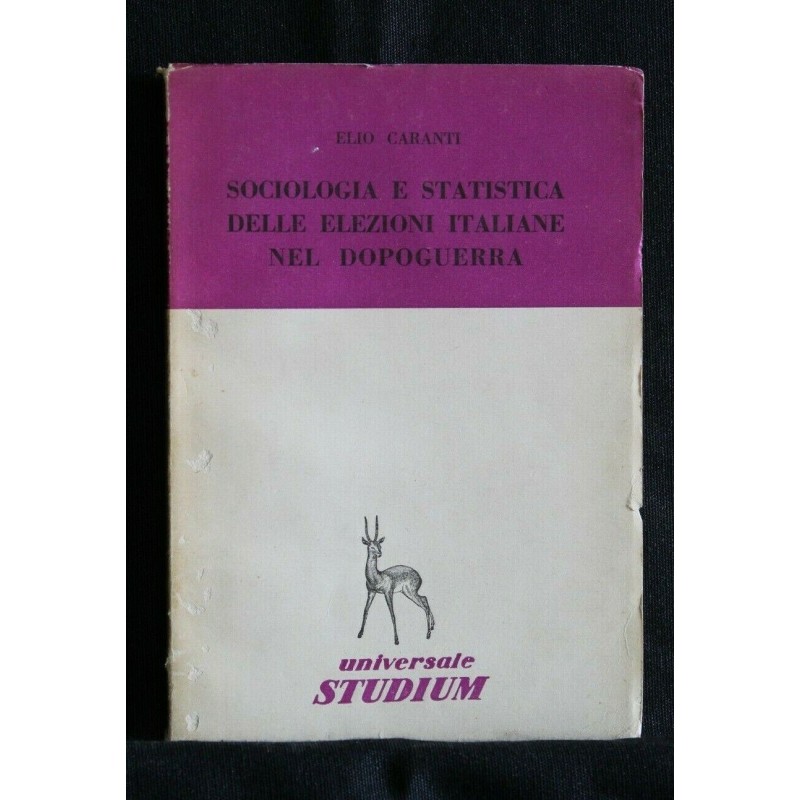 ELIO CARANTI
SOCIOLOGIA E STATISTICA
DELLE ELEZIONI ITALIANE
NEL DOPOGUERRA
universale
STUDIUM